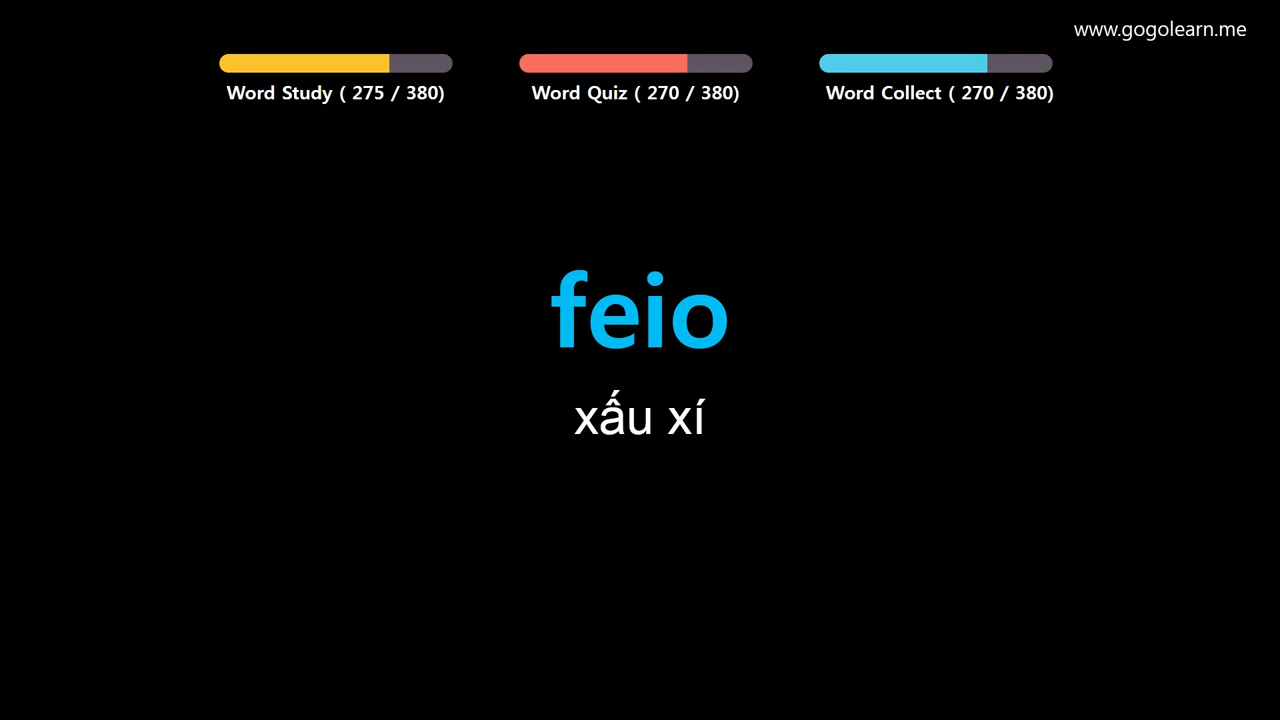 www.gogolearn.me
Word Study ( 275 / 380)
Word Quiz ( 270 / 380)
Word Collect ( 270 / 380)
feio
xấu xí